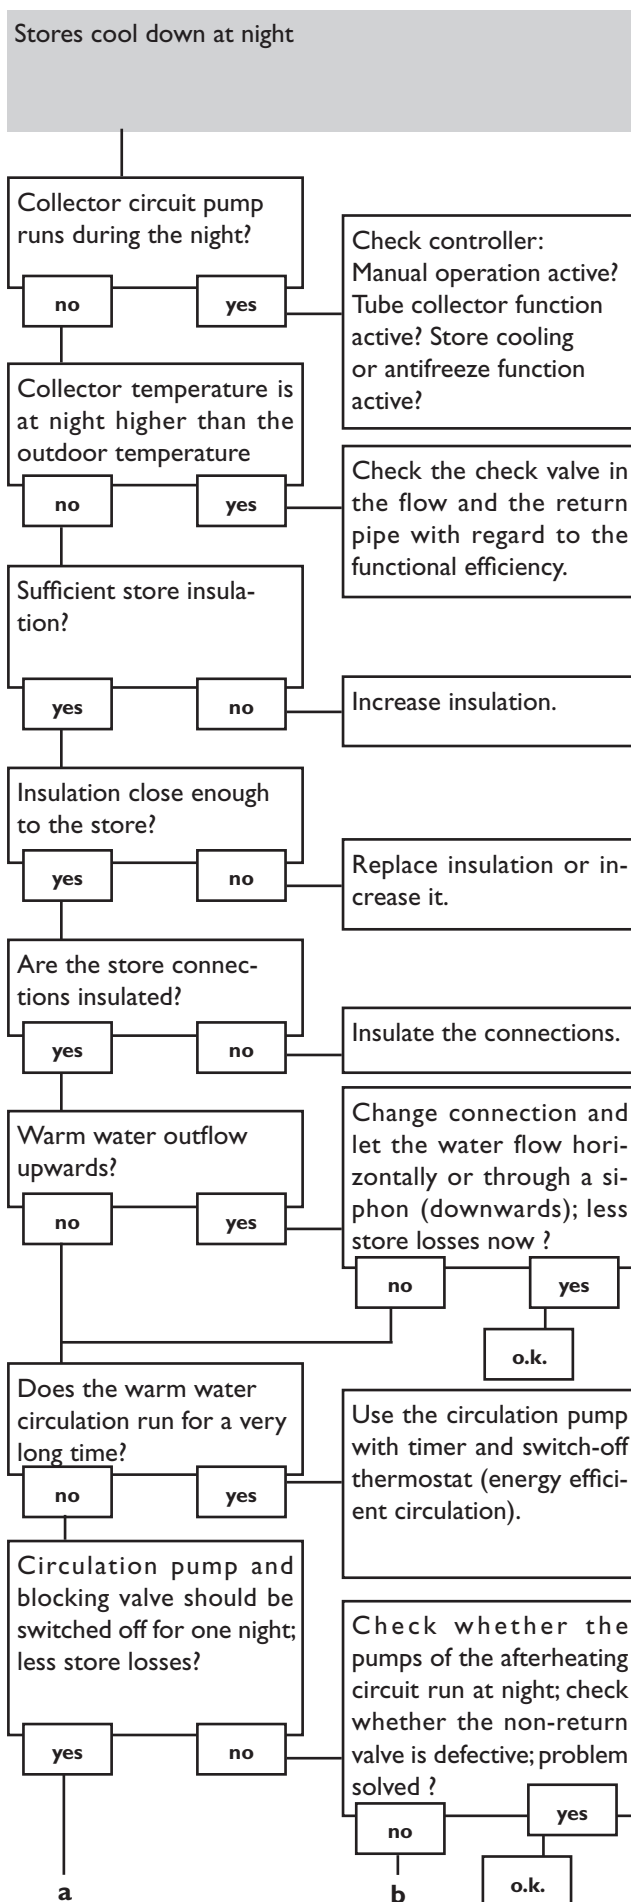 Stores cool down at night
Collector circuit pump
runs during the night?
no
yes
Check controller:
Manual operation active?
Tube collector function
active? Store cooling
or antifreeze function
active?
Collector temperature is
at night higher than the
outdoor temperature
no
yes
Check the check valve in
the flow and the return
pipe with regard to the
functional efficiency.
Sufficient store insula-
tion?
yes
no
Increase insulation.
Insulation close enough
to the store?
yes
no
Replace insulation or in-
crease it.
Are the store connec-
tions insulated?
yes
no
Insulate the connections.
Warm water outflow
upwards?
no
yes
Change connection and
let the water flow hori-
zontally or through a si-
phon (downwards); less
store losses now ?
no
yes
o.k.
Does the warm water
circulation run for a very
long time?
no
yes
Use the circulation pump
with timer and switch-off
thermostat (energy effici-
ent circulation).
Circulation pump and
blocking valve should be
switched off for one night;
less store losses?
yes
no
Check whether the
pumps of the afterheating
circuit run at night; check
whether the non-return
valve is defective; problem
solved ?
no
yes
a
b
o.k.